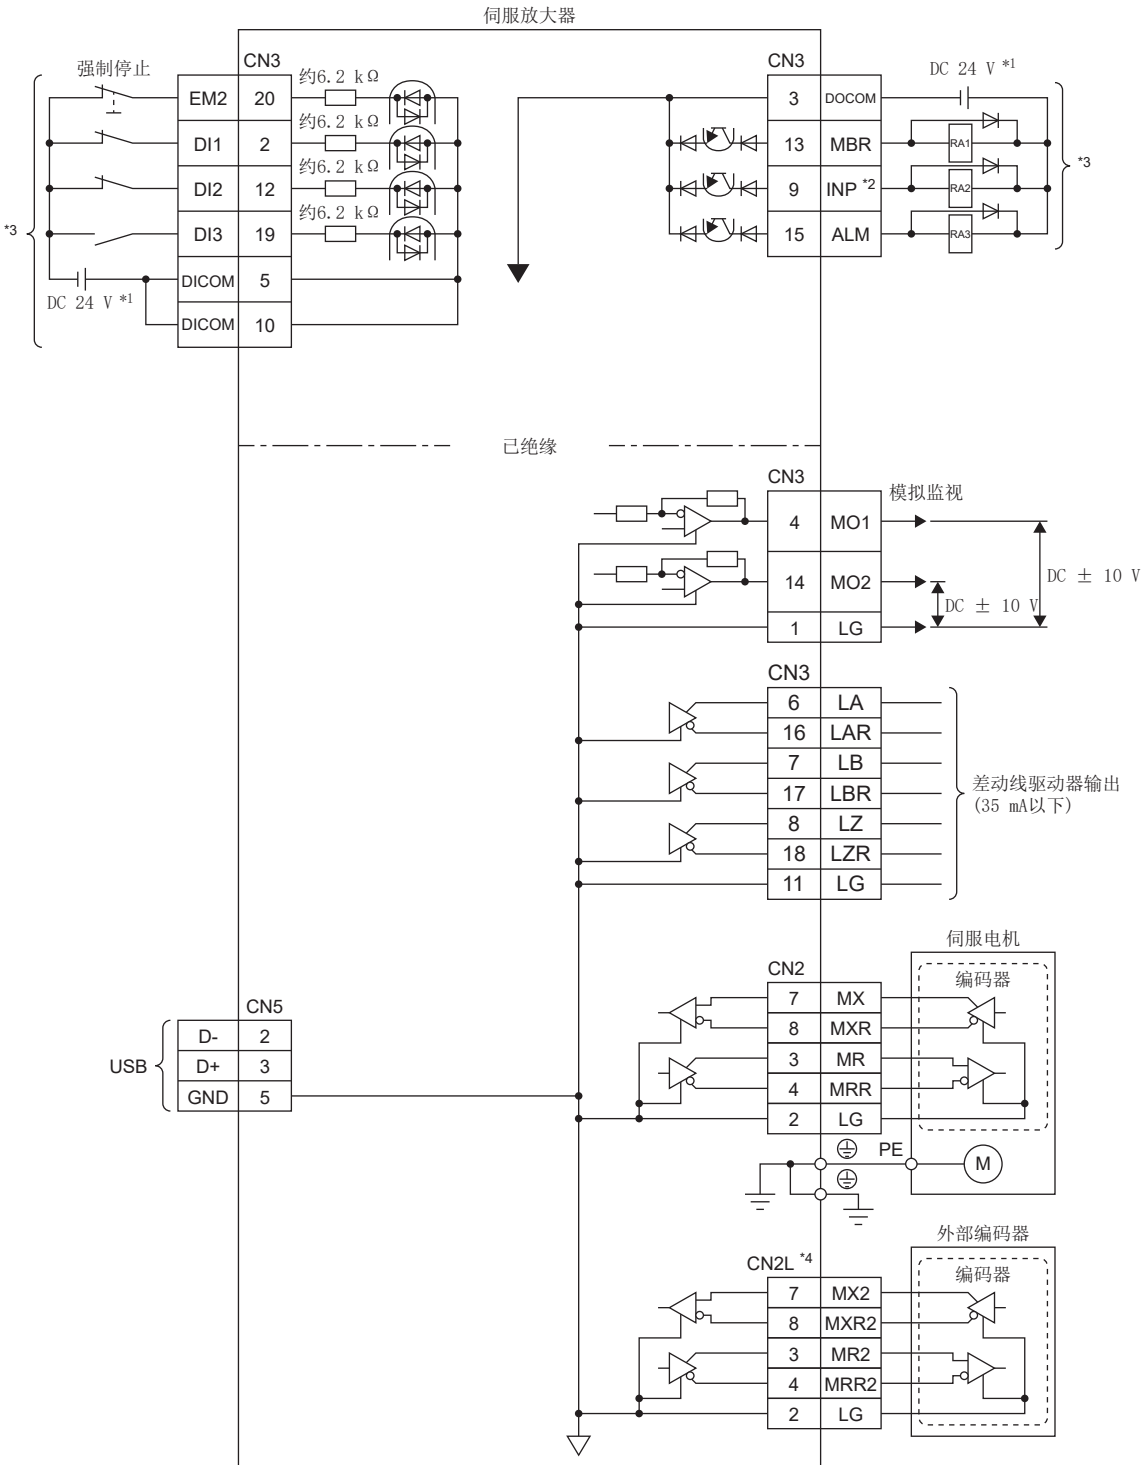 伺服放大器
强制停止
CN3
约6.2 kΩ
EM2 20
约6.2 kΩ
DI1 2
约6.2 kΩ
DI2 12
约6.2 kΩ
DI3 19
*3
DICOM 5
DC 24 V *1
DICOM 10
CN3
DC 24 V *1
3 DOCOM
13 MBR RA1
9 INP *2 RA2
15 ALM RA3
*3
已绝缘
CN3
模拟监视
4 MO1
14 MO2
1 LG
DC ± 10 V
DC ± 10 V
CN3
6 LA
16 LAR
7 LB
17 LBR
8 LZ
18 LZR
11 LG
差动线驱动器输出
(35 mA以下)
伺服电机
编码器
CN2
7 MX
8 MXR
3 MR
4 MRR
2 LG
PE
M
CN5
USB
D- 2
D+ 3
GND 5
外部编码器
编码器
CN2L *4
7 MX2
8 MXR2
3 MR2
4 MRR2
2 LG